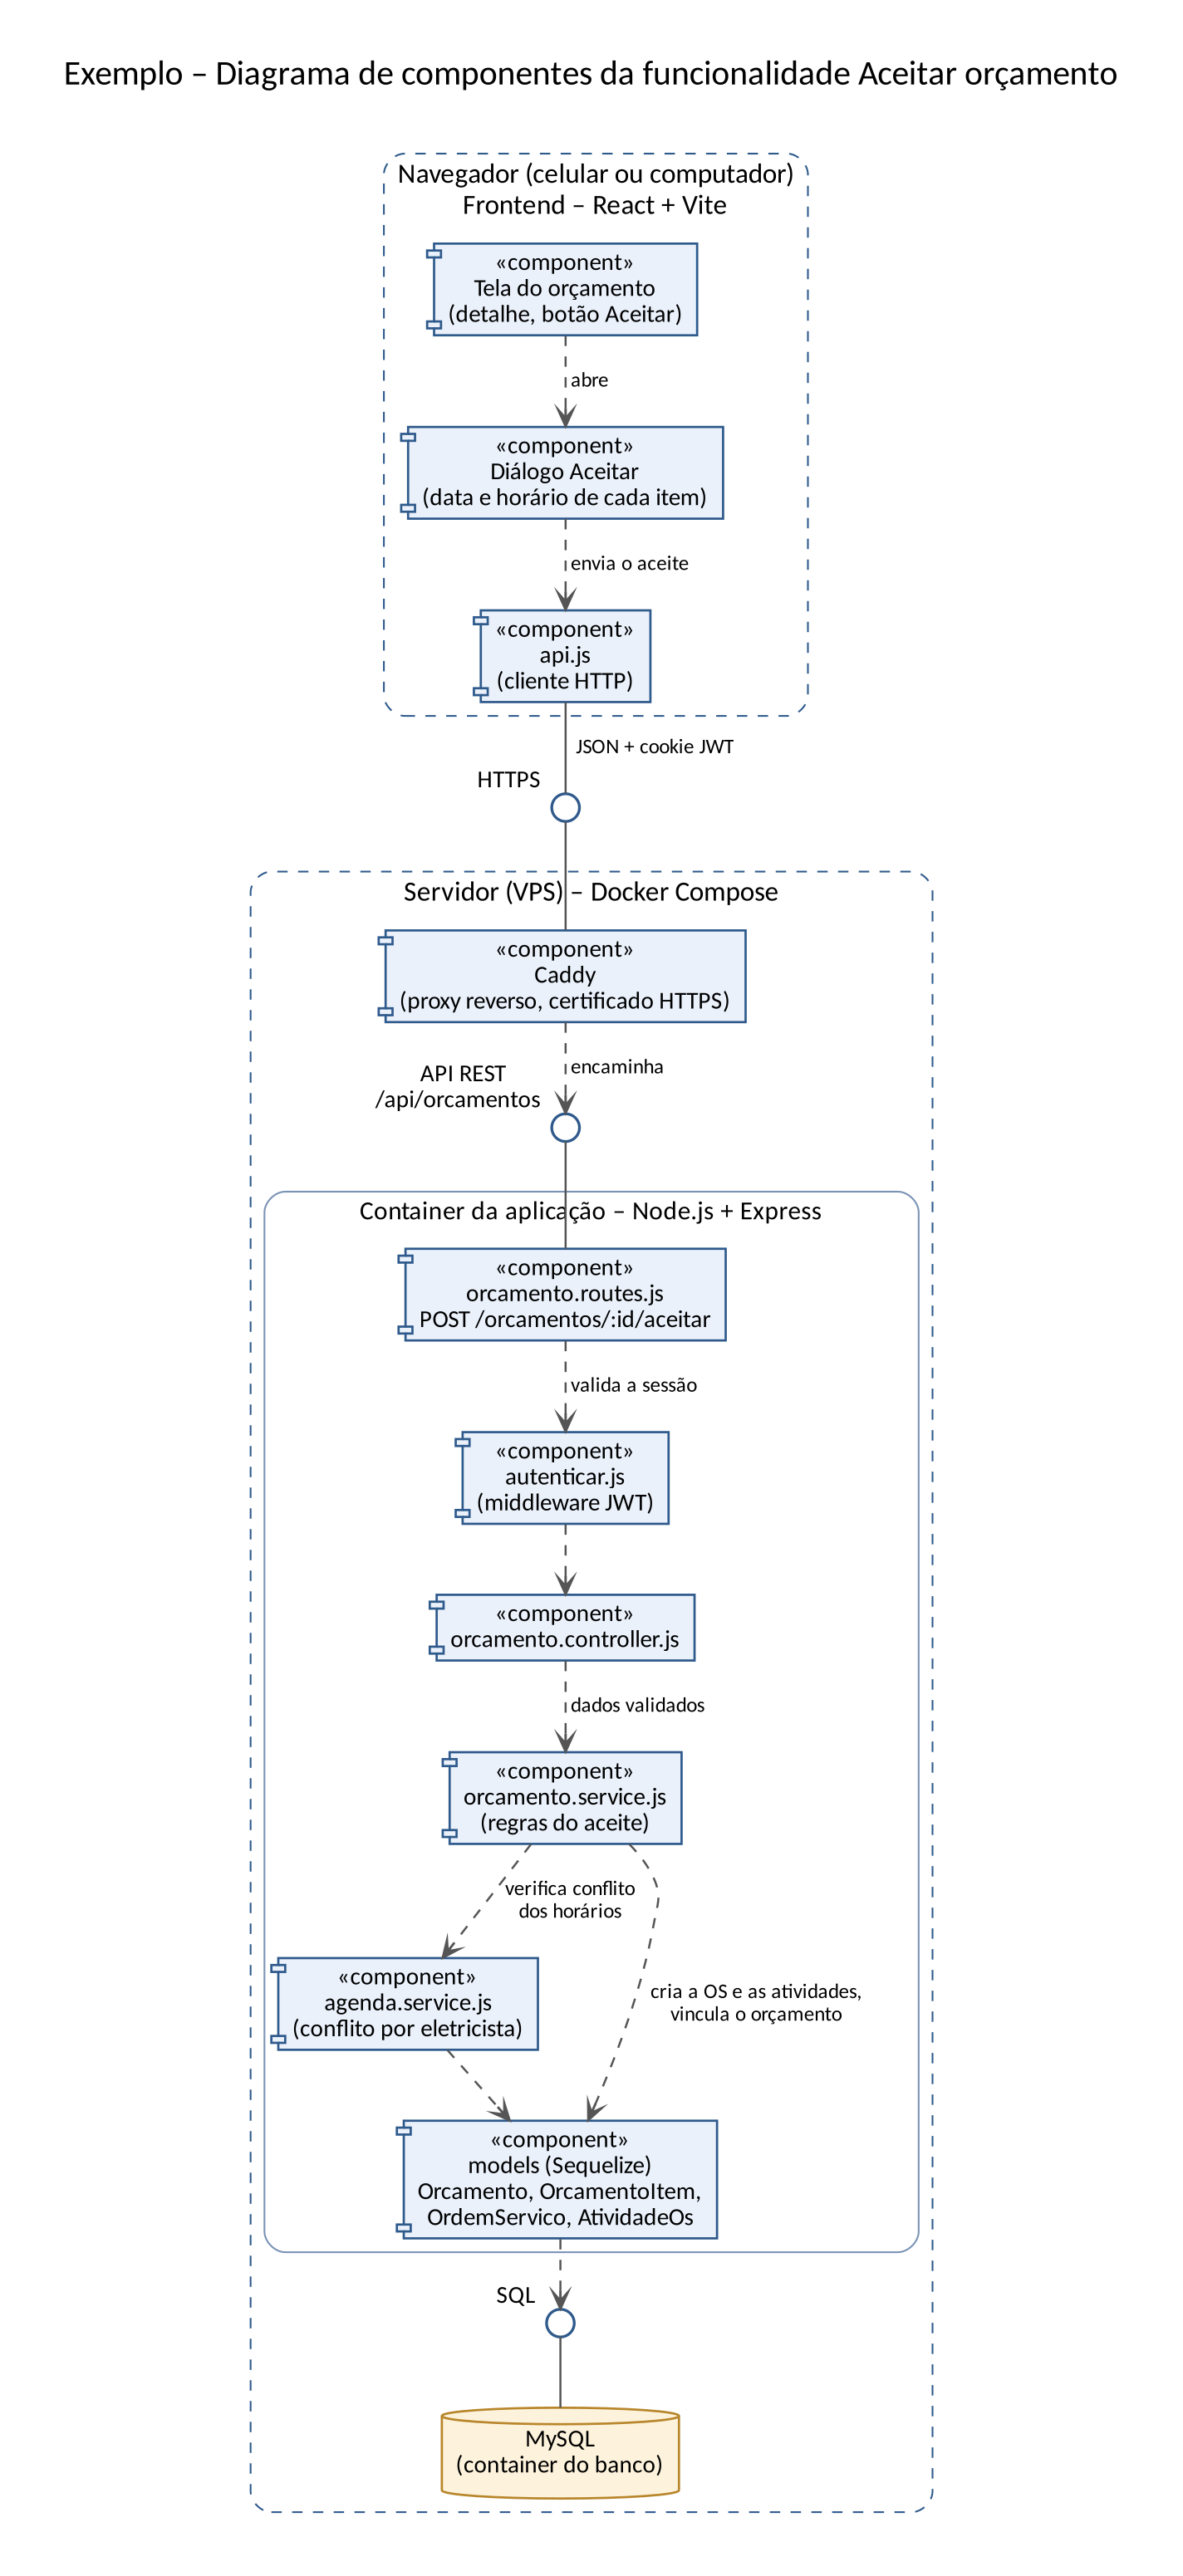 Exemplo – Diagrama de componentes da funcionalidade Aceitar orçamento
Navegador (celular ou computador)
Frontend – React + Vite
«component»
Tela do orçamento
(detalhe, botão Aceitar)
abre
«component»
Diálogo Aceitar
(data e horário de cada item)
envia o aceite
«component»
api.js
(cliente HTTP)
JSON + cookie JWT
HTTPS
Servidor (VPS) – Docker Compose
«component»
Caddy
(proxy reverso, certificado HTTPS)
encaminha
API REST
/api/orcamentos
Container da aplicação – Node.js + Express
«component»
orcamento.routes.js
POST /orcamentos/:id/aceitar
valida a sessão
«component»
autenticar.js
(middleware JWT)
«component»
orcamento.controller.js
dados validados
«component»
orcamento.service.js
(regras do aceite)
verifica conflito
dos horários
«component»
agenda.service.js
(conflito por eletricista)
cria a OS e as atividades,
vincula o orçamento
«component»
models (Sequelize)
Orcamento, OrcamentoItem,
OrdemServico, AtividadeOs
SQL
MySQL
(container do banco)